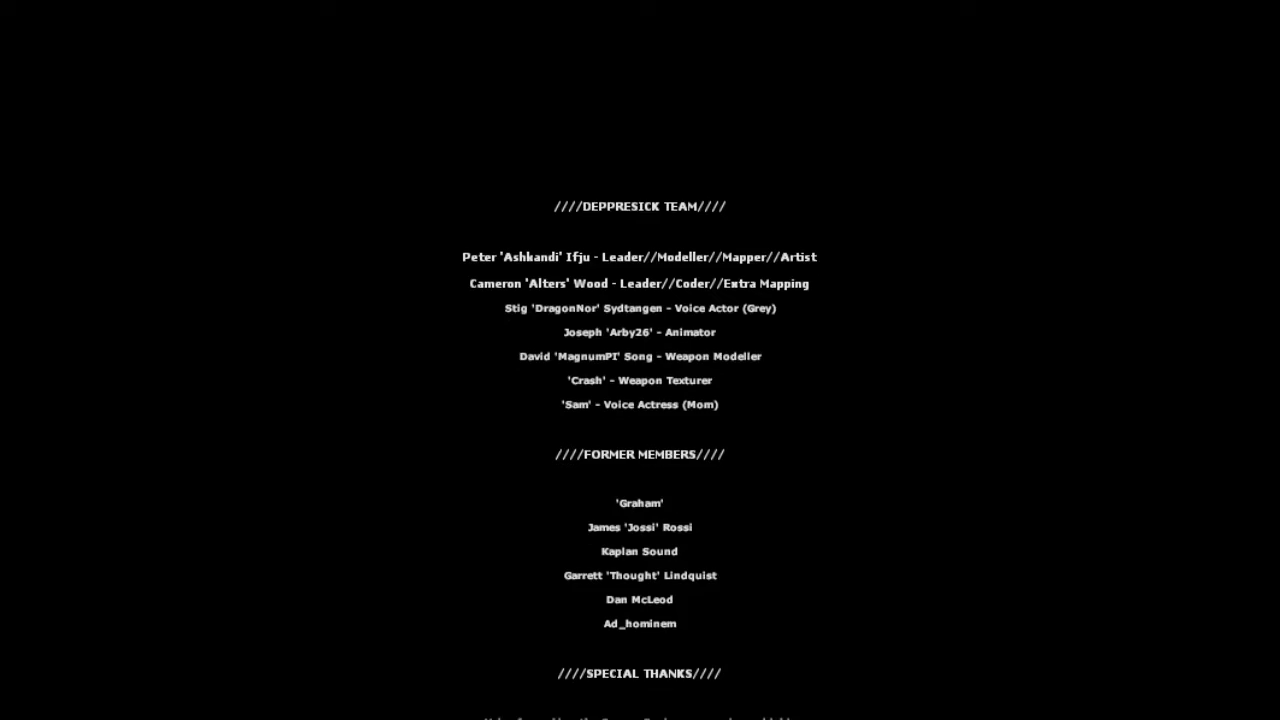 ////DEPPRESICK TEAM////
Peter 'Ashkandi' Ifju - Leader//Modeller//Mapper//Artist
Cameron 'Alters' Wood - Leader//Coder//Extra Mapping
Stig 'DragonNor' Sydtangen - Voice Actor (Grey)
Joseph 'Arby26' - Animator
David 'MagnumPI' Song - Weapon Modeller
'Crash' - Weapon Texturer
'Sam' - Voice Actress (Mom)
////FORMER MEMBERS////
'Graham'
James 'Jossi' Rossi
Kaplan Sound
Garrett 'Thought' Lindquist
Dan McLeod
Ad_hominem
////SPECIAL THANKS////